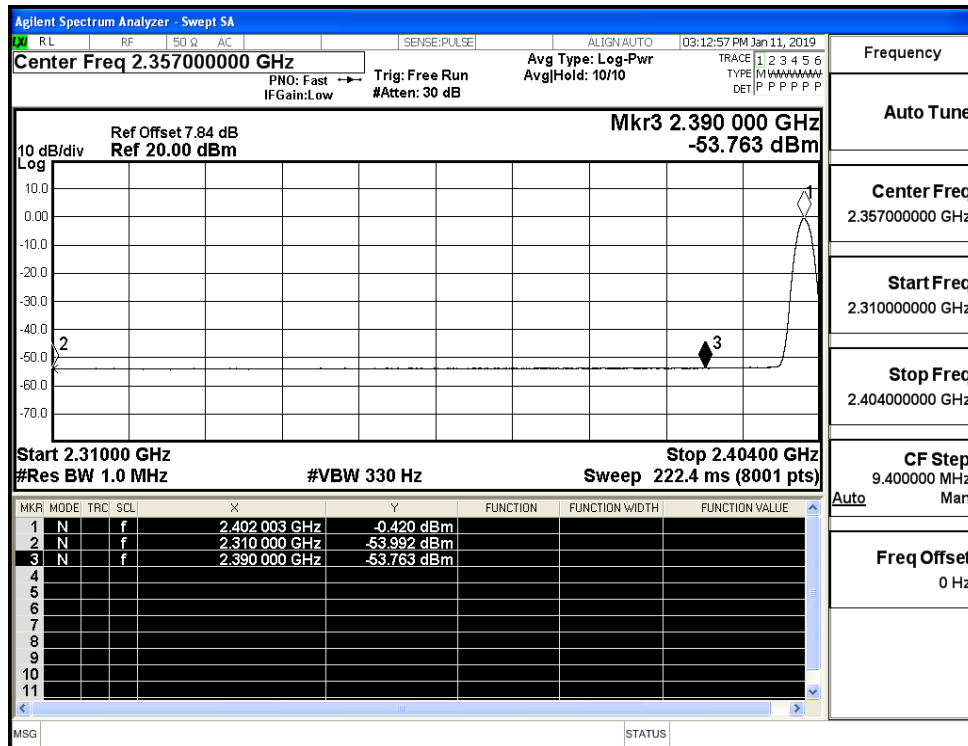 Agilent Spectrum Analyzer - Swept SA
LXI RL RF 50 Ω AC SENSE:PULSE ALIGN AUTO 03:12:57 PM Jan 11, 2019
Center Freq 2.357000000 GHz
PNO: Fast
IFGain:Low
Trig: Free Run
#Atten: 30 dB
Avg Type: Log-Pwr
Avg|Hold: 10/10
TRACE 1 2 3 4 5 6
TYPE M W W W W W
DET P P P P P P
Mkr3 2.390 000 GHz
-53.763 dBm
Ref Offset 7.84 dB
10 dB/div Ref 20.00 dBm
Log
10.0
0.00
-10.0
-20.0
-30.0
-40.0
-50.0
-60.0
-70.0
1
2
3
Start 2.31000 GHz Stop 2.40400 GHz
#Res BW 1.0 MHz #VBW 330 Hz Sweep 222.4 ms (8001 pts)
MKR MODE TRC SCL X Y FUNCTION FUNCTION WIDTH FUNCTION VALUE
1 N f 2.402 003 GHz -0.420 dBm
2 N f 2.310 000 GHz -53.992 dBm
3 N f 2.390 000 GHz -53.763 dBm
4
5
6
7
8
9
10
11
MSG STATUS
Frequency
Auto Tune
Center Freq
2.357000000 GHz
Start Freq
2.310000000 GHz
Stop Freq
2.404000000 GHz
CF Step
9.400000 MHz
Auto Man
Freq Offset
0 Hz